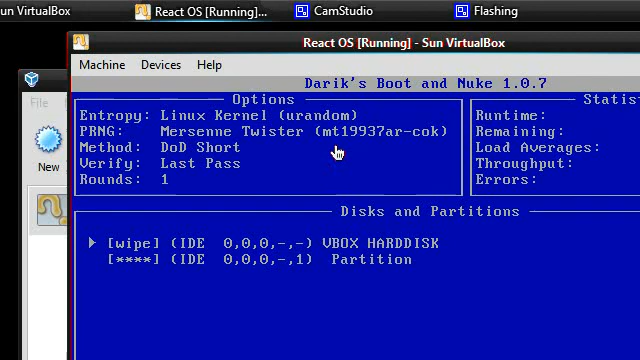 un VirtualBox
React OS [Running]...
CamStudio
Flashing
React OS [Running] - Sun VirtualBox
Machine Devices Help
Darik's Boot and Nuke 1.0.7
Options
Statis
Entropy: Linux Kernel (urandom)
PRNG: Mersenne Twister (mt19937ar-cok)
Method: DoD Short
Verify: Last Pass
Rounds: 1
Runtime:
Remaining:
Load Averages:
Throughput:
Errors:
File
New
Disks and Partitions
[wipe] (IDE 0,0,0,-,-) VBOX HARDDISK
[****] (IDE 0,0,0,-,1) Partition